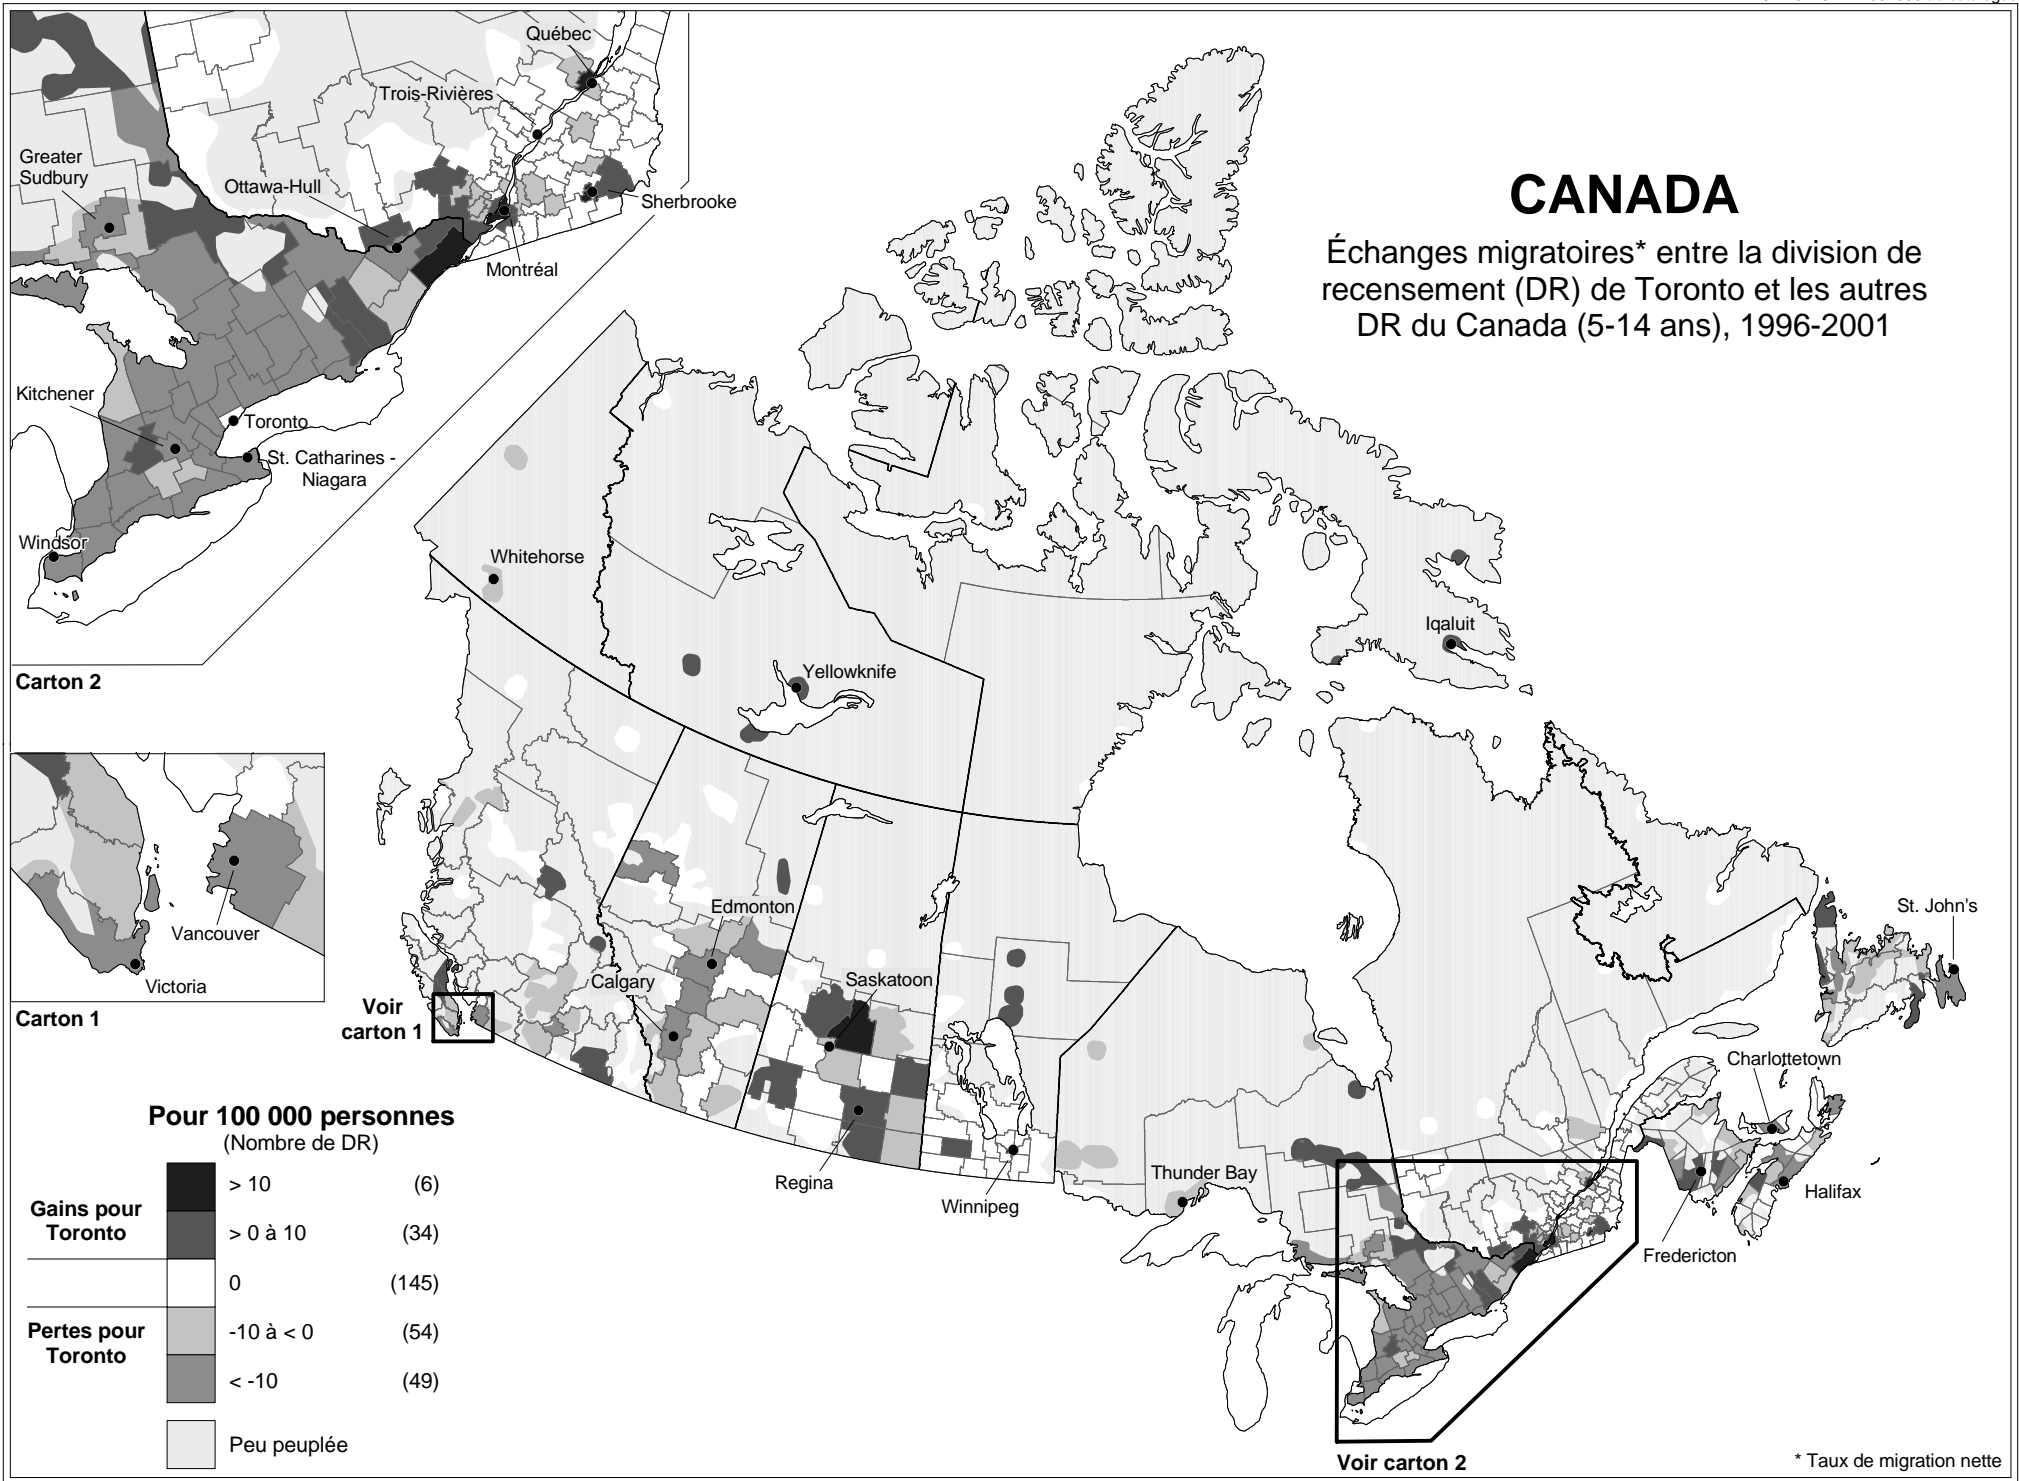 CANADA
Échanges migratoires* entre la division de
recensement (DR) de Toronto et les autres
DR du Canada (5-14 ans), 1996-2001
Québec
Trois-Rivières
Greater
Sudbury
Ottawa-Hull
Sherbrooke
Montréal
Kitchener
Toronto
St. Catharines -
Niagara
Windsor
Carton 2
Vancouver
Victoria
Carton 1
Voir
carton 1
Whitehorse
Yellowknife
Iqaluit
Edmonton
Calgary
Saskatoon
Regina
Winnipeg
Thunder Bay
St. John's
Charlottetown
Halifax
Fredericton
Voir carton 2
Pour 100 000 personnes
(Nombre de DR)
Gains pour
Toronto
> 10 (6)
> 0 à 10 (34)
0 (145)
Pertes pour
Toronto
-10 à < 0 (54)
< -10 (49)
Peu peuplée
* Taux de migration nette